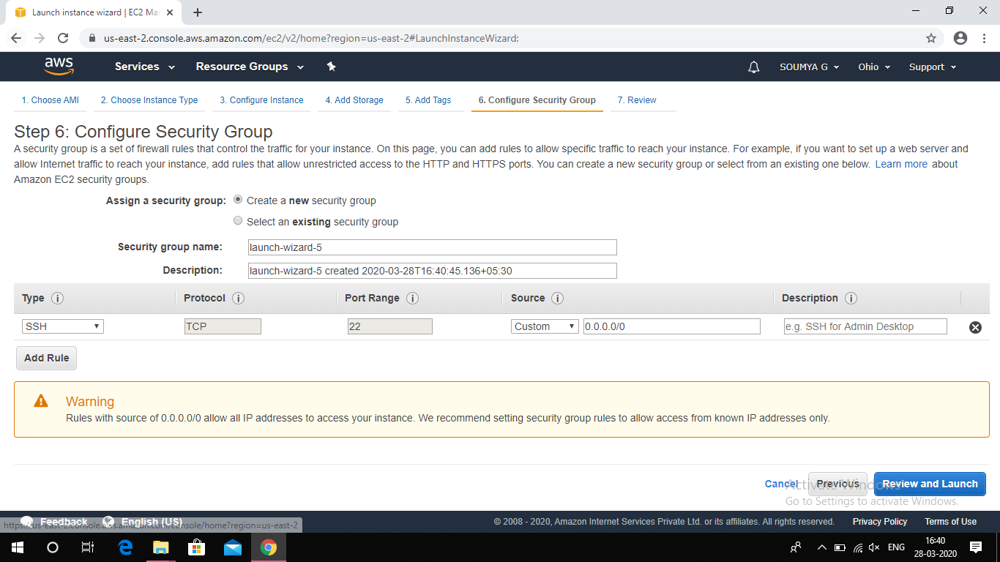 Launch instance wizard | EC2 Ma
us-east-2.console.aws.amazon.com/ec2/v2/home?region=us-east-2#LaunchInstanceWizard:
aws Services Resource Groups SOUMYA G Ohio Support
1. Choose AMI 2. Choose Instance Type 3. Configure Instance 4. Add Storage 5. Add Tags 6. Configure Security Group 7. Review
Step 6: Configure Security Group
A security group is a set of firewall rules that control the traffic for your instance. On this page, you can add rules to allow specific traffic to reach your instance. For example, if you want to set up a web server and
allow Internet traffic to reach your instance, add rules that allow unrestricted access to the HTTP and HTTPS ports. You can create a new security group or select from an existing one below. Learn more about
Amazon EC2 security groups.
Assign a security group: Create a new security group
Select an existing security group
Security group name: launch-wizard-5
Description: launch-wizard-5 created 2020-03-28T16:40:45.136+05:30
Type Protocol Port Range Source Description
SSH TCP 22 Custom 0.0.0.0/0 e.g. SSH for Admin Desktop
Add Rule
Warning
Rules with source of 0.0.0.0/0 allow all IP addresses to access your instance. We recommend setting security group rules to allow access from known IP addresses only.
Cancel Previous Review and Launch
Activate Windows
Go to Settings to activate Windows.
Feedback English (US) © 2008 - 2020, Amazon Internet Services Private Ltd. or its affiliates. All rights reserved. Privacy Policy Terms of Use
https://us-east-2.console.aws.amazon.com/console/home?region=us-east-2
ENG 16:40
28-03-2020